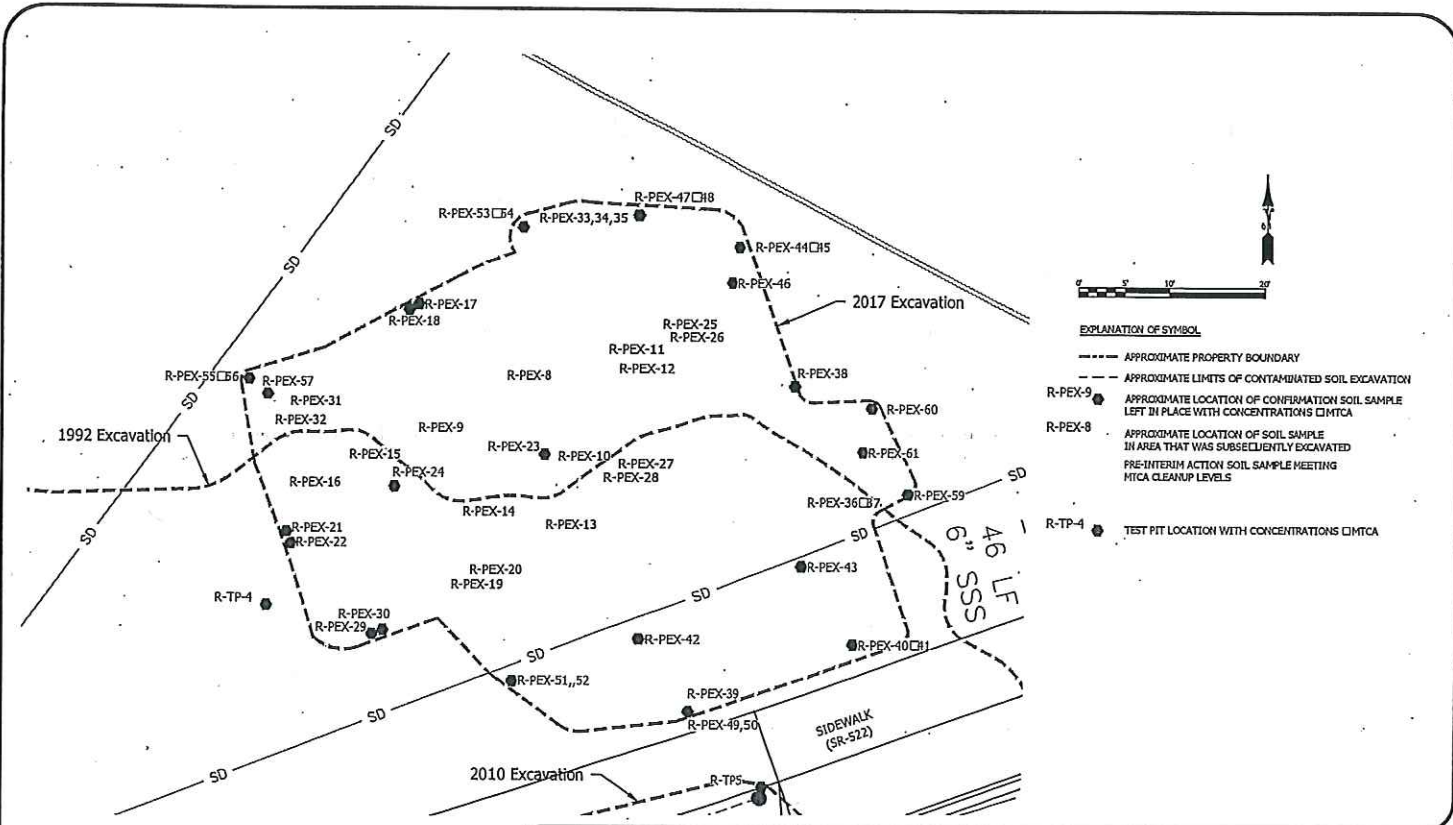 SD
R-PEX-47□48
R-PEX-53□54
R-PEX-33,34,35
R-PEX-44□45
SD
R-PEX-46
0' 5' 10' 20'
R-PEX-17
2017 Excavation
R-PEX-18
R-PEX-25
R-PEX-26
EXPLANATION OF SYMBOL
R-PEX-11
APPROXIMATE PROPERTY BOUNDARY
R-PEX-12
R-PEX-8
R-PEX-38
APPROXIMATE LIMITS OF CONTAMINATED SOIL EXCAVATION
R-PEX-55□56
R-PEX-57
R-PEX-9
APPROXIMATE LOCATION OF CONFIRMATION SOIL SAMPLE
LEFT IN PLACE WITH CONCENTRATIONS □MTCA
SD
R-PEX-31
R-PEX-60
R-PEX-32
R-PEX-9
R-PEX-8
APPROXIMATE LOCATION OF SOIL SAMPLE
IN AREA THAT WAS SUBSE□UENTLY EXCAVATED
1992 Excavation
R-PEX-23
R-PEX-15
R-PEX-10
R-PEX-61
R-PEX-27
PRE-INTERIM ACTION SOIL SAMPLE MEETING
MTCA CLEANUP LEVELS
R-PEX-24
R-PEX-28
SD
R-PEX-16
R-PEX-36□37
R-PEX-59
R-PEX-14
R-PEX-13
R-PEX-21
R-TP-4
TEST PIT LOCATION WITH CONCENTRATIONS □MTCA
SD
SD
R-PEX-22
46 LF
6" SSS
R-PEX-20
R-PEX-43
R-PEX-19
R-TP-4
SD
R-PEX-30
R-PEX-29
R-PEX-42
R-PEX-40□41
SD
R-PEX-51,,52
R-PEX-39
SD
R-PEX-49,50
SIDEWALK
(SR-522)
SD
2010 Excavation
R-TP5